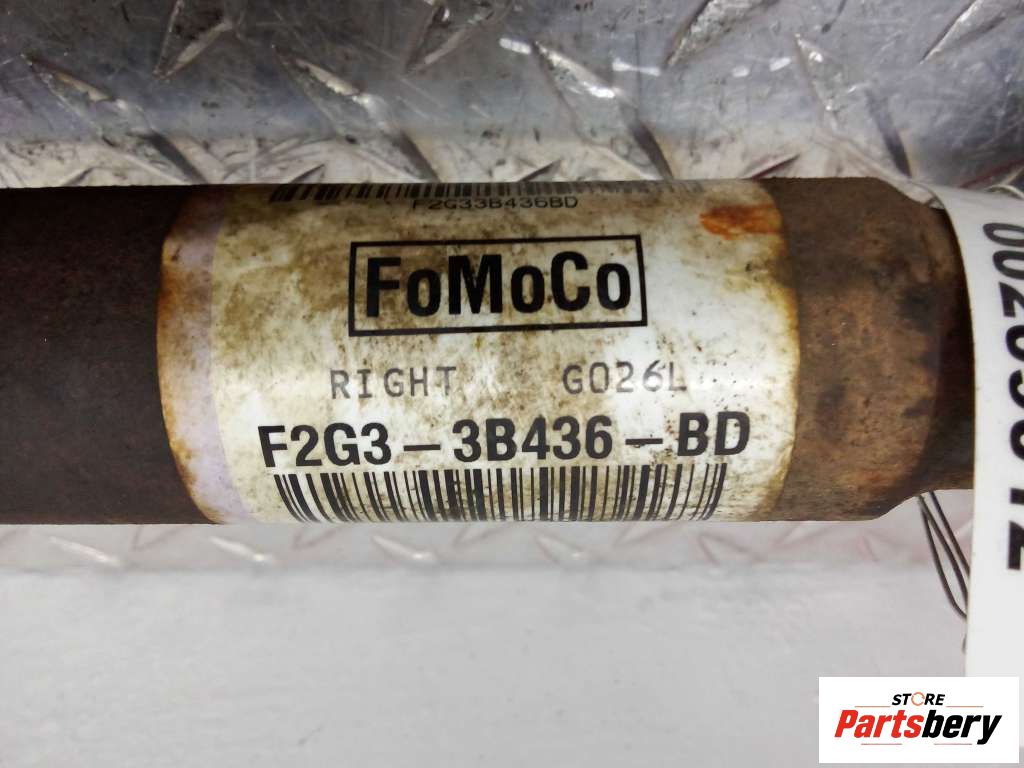 F2G33B436BD
FoMoCo
RIGHT G026L
F2G3-3B436-BD
STORE
Partsbery